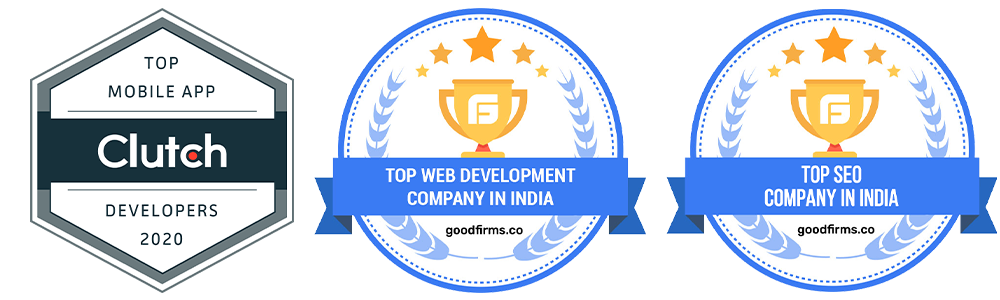 TOP
MOBILE APP
Clutch
DEVELOPERS
2020
TOP WEB DEVELOPMENT
COMPANY IN INDIA
goodfirms.co
TOP SEO
COMPANY IN INDIA
goodfirms.co